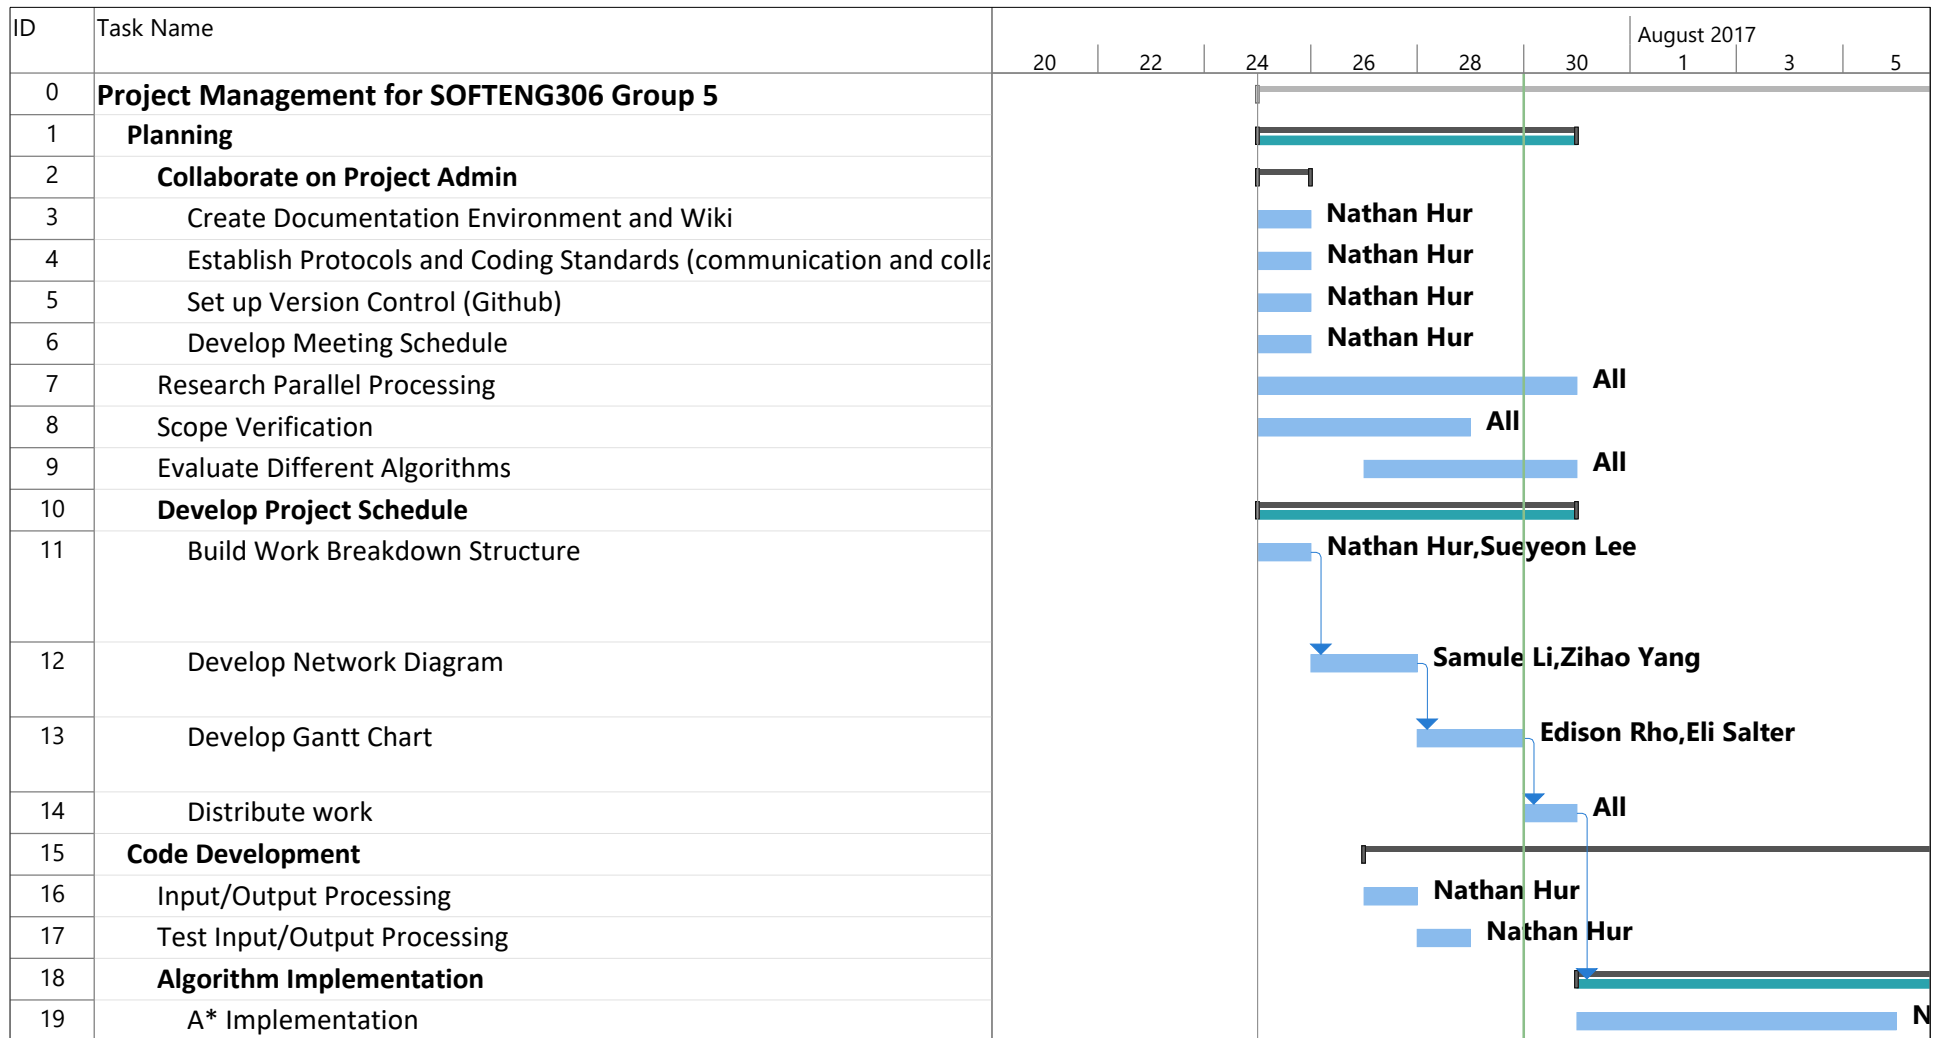 ID Task Name August 2017
20 22 24 26 28 30 1 3 5
0 Project Management for SOFTENG306 Group 5
1 Planning
2 Collaborate on Project Admin
3 Create Documentation Environment and Wiki Nathan Hur
4 Establish Protocols and Coding Standards (communication and colla Nathan Hur
5 Set up Version Control (Github) Nathan Hur
6 Develop Meeting Schedule Nathan Hur
7 Research Parallel Processing All
8 Scope Verification All
9 Evaluate Different Algorithms All
10 Develop Project Schedule
11 Build Work Breakdown Structure Nathan Hur,Sueyeon Lee
12 Develop Network Diagram Samule Li,Zihao Yang
13 Develop Gantt Chart Edison Rho,Eli Salter
14 Distribute work All
15 Code Development
16 Input/Output Processing Nathan Hur
17 Test Input/Output Processing Nathan Hur
18 Algorithm Implementation
19 A* Implementation N